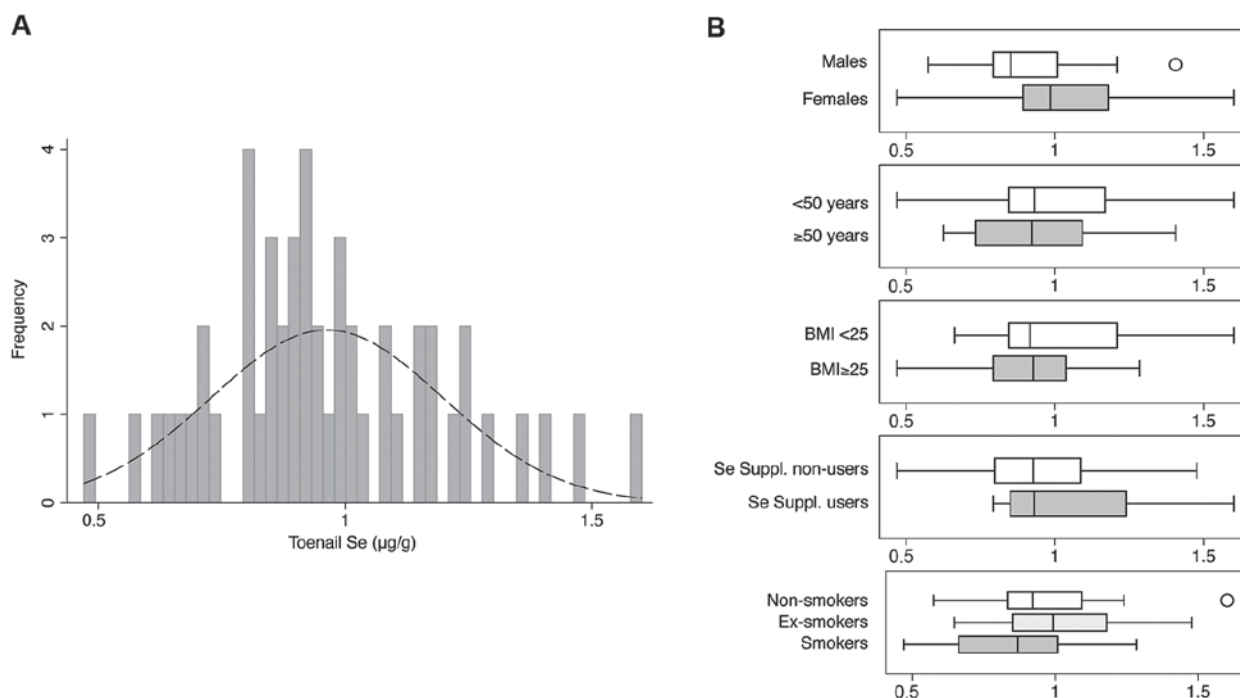 A
Frequency
4
3
2
1
0
0.5 1 1.5
Toenail Se (µg/g)
B
Males
Females
0.5 1 1.5
<50 years
≥50 years
0.5 1 1.5
BMI <25
BMI≥25
0.5 1 1.5
Se Suppl. non-users
Se Suppl. users
0.5 1 1.5
Non-smokers
Ex-smokers
Smokers
0.5 1 1.5